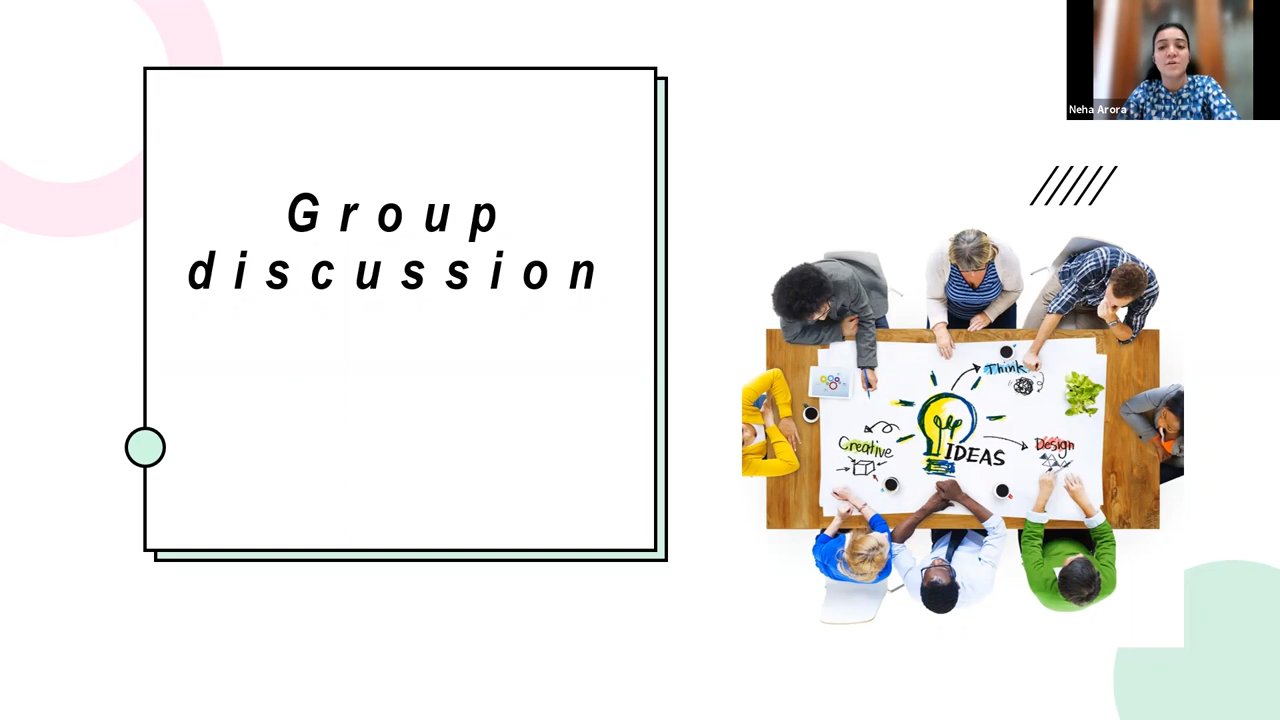 Neha Arora
Group
discussion
Think
Creative
IDEAS
Design